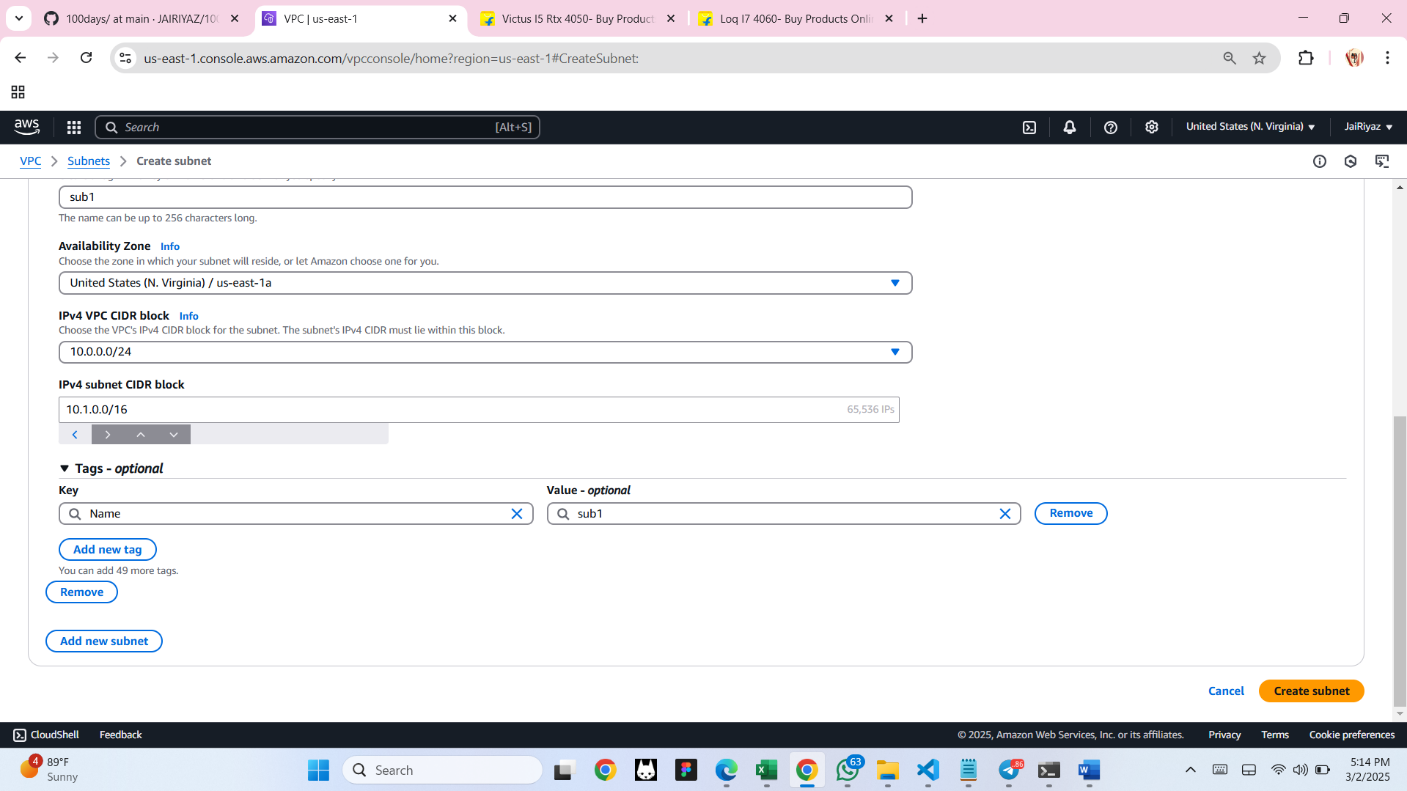 100days/ at main · JAIRIYAZ/100
VPC | us-east-1
Victus I5 Rtx 4050- Buy Product
Loq I7 4060- Buy Products Onli
us-east-1.console.aws.amazon.com/vpcconsole/home?region=us-east-1#CreateSubnet:
aws
Search
[Alt+S]
United States (N. Virginia)
JaiRiyaz
VPC
Subnets
Create subnet
sub1
The name can be up to 256 characters long.
Availability Zone Info
Choose the zone in which your subnet will reside, or let Amazon choose one for you.
United States (N. Virginia) / us-east-1a
IPv4 VPC CIDR block Info
Choose the VPC's IPv4 CIDR block for the subnet. The subnet's IPv4 CIDR must lie within this block.
10.0.0.0/24
IPv4 subnet CIDR block
10.1.0.0/16
65,536 IPs
Tags - optional
Key
Value - optional
Name
sub1
Remove
Add new tag
You can add 49 more tags.
Remove
Add new subnet
Cancel
Create subnet
CloudShell
Feedback
© 2025, Amazon Web Services, Inc. or its affiliates.
Privacy
Terms
Cookie preferences
4
89°F
Sunny
Search
63
86
5:14 PM
3/2/2025